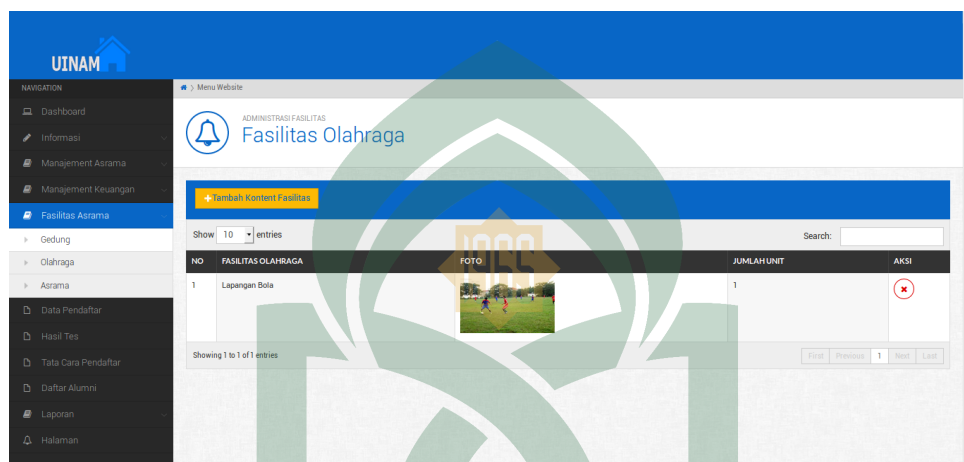 UINAM
NAVIGATION
Dashboard
Informasi
Manajement Asrama
Manajement Keuangan
Fasilitas Asrama
Gedung
Olahraga
Asrama
Data Pendaftar
Hasil Tes
Tata Cara Pendaftar
Daftar Alumni
Laporan
Halaman
Menu Website
ADMINISTRASI FASILITAS
Fasilitas Olahraga
+Tambah Kontent Fasilitas
Show 10 entries Search:
NO FASILITAS OLAHRAGA FOTO JUMLAH UNIT AKSI
1 Lapangan Bola 1
Showing 1 to 1 of 1 entries First Previous 1 Next Last
1965